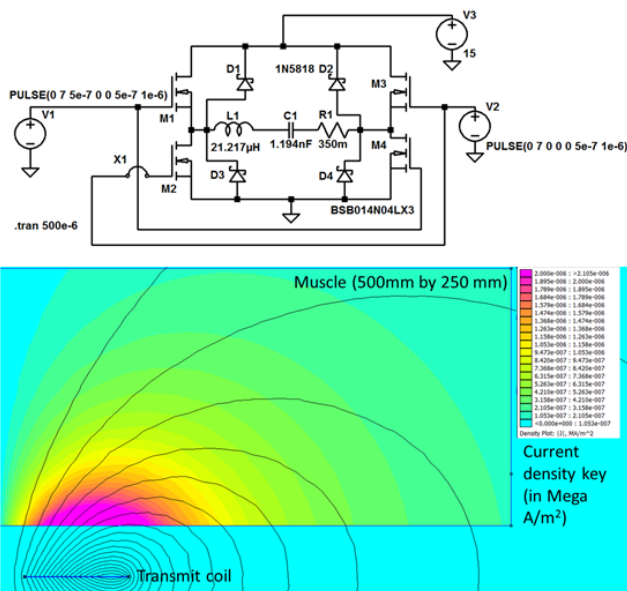 V3
15
D1
1N5818 D2
M3
PULSE(0 7 5e-7 0 0 5e-7 1e-6)
V1
M1
L1
C1
R1
V2
21.217µH
1.194nF
350m
M4
PULSE(0 7 0 0 0 5e-7 1e-6)
X1
M2
D3
D4
.tran 500e-6
BSB014N04LX3
Muscle (500mm by 250 mm)
2.000e-006 : >2.105e-006
1.895e-006 : 2.000e-006
1.789e-006 : 1.895e-006
1.684e-006 : 1.789e-006
1.579e-006 : 1.684e-006
1.474e-006 : 1.579e-006
1.368e-006 : 1.474e-006
1.263e-006 : 1.368e-006
1.158e-006 : 1.263e-006
1.053e-006 : 1.158e-006
9.473e-007 : 1.053e-006
8.420e-007 : 9.473e-007
7.368e-007 : 8.420e-007
6.315e-007 : 7.368e-007
5.263e-007 : 6.315e-007
4.210e-007 : 5.263e-007
3.158e-007 : 4.210e-007
2.105e-007 : 3.158e-007
1.053e-007 : 2.105e-007
<0.000e+000 : 1.053e-007
Density Plot: |J|, MA/m^2
Current
density key
(in Mega
A/m²)
Transmit coil